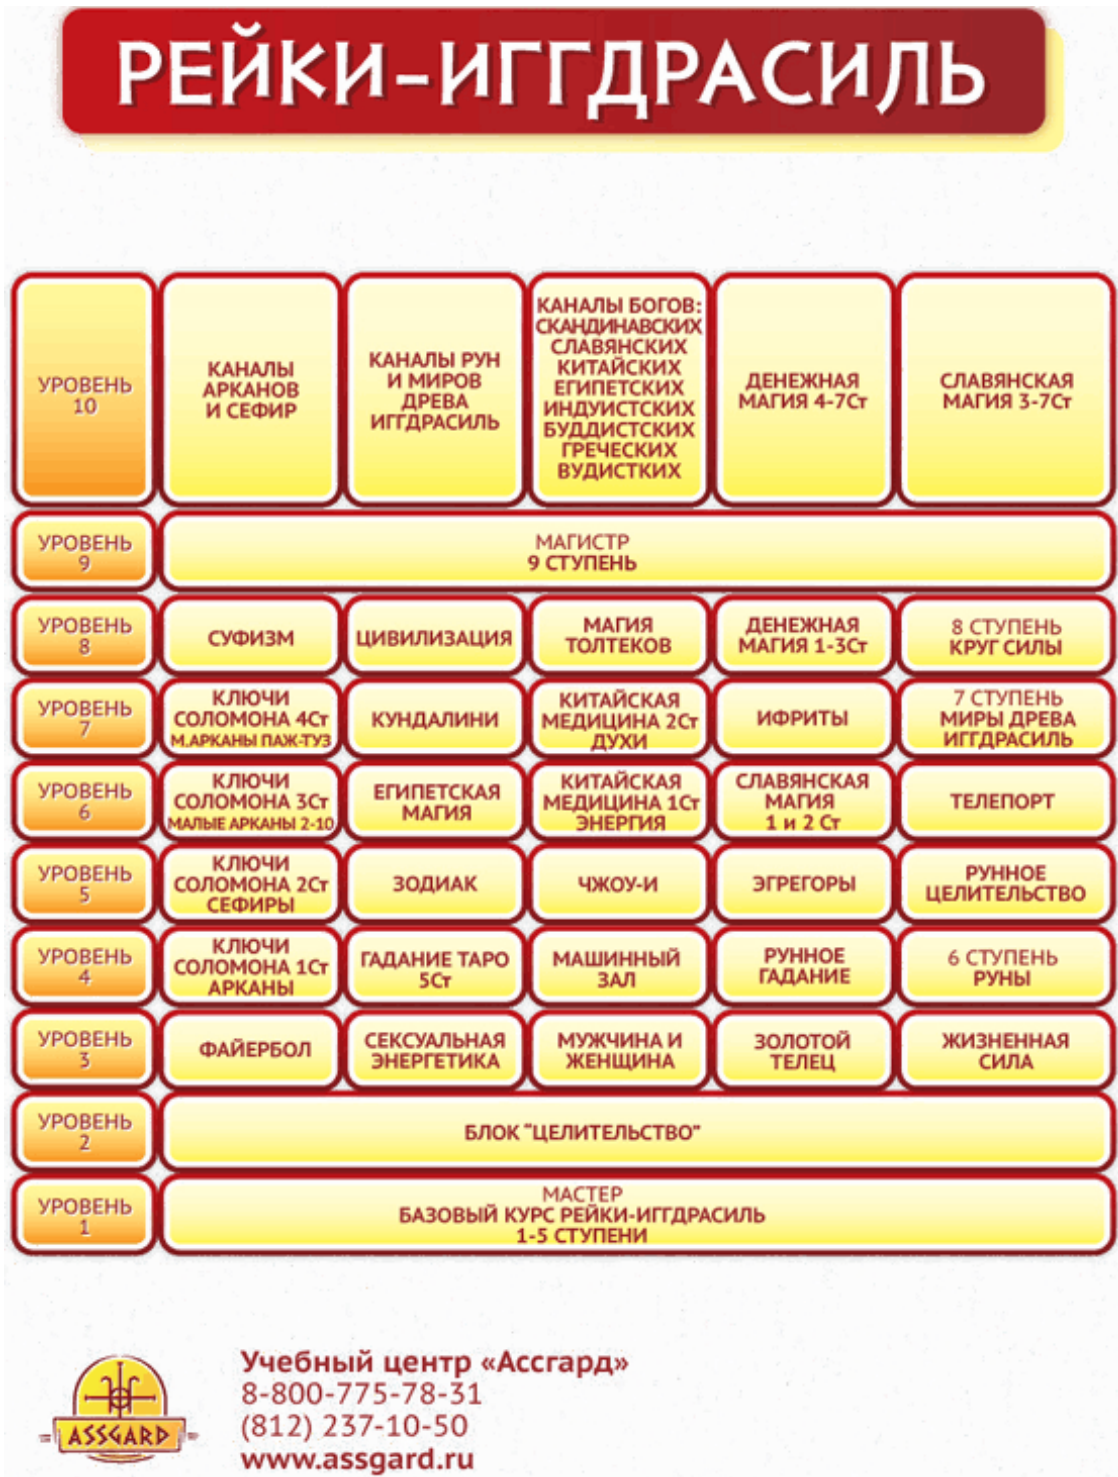 РЕЙКИ-ИГГДРАСИЛЬ
УРОВЕНЬ
10
КАНАЛЫ
АРКАНОВ
И СЕФИР
КАНАЛЫ РУН
И МИРОВ
ДРЕВА
ИГГДРАСИЛЬ
КАНАЛЫ БОГОВ:
СКАНДИНАВСКИХ
СЛАВЯНСКИХ
КИТАЙСКИХ
ЕГИПЕТСКИХ
ИНДУИСТСКИХ
БУДДИСТСКИХ
ГРЕЧЕСКИХ
ВУДИСТКИХ
ДЕНЕЖНАЯ
МАГИЯ 4-7Ст
СЛАВЯНСКАЯ
МАГИЯ 3-7Ст
УРОВЕНЬ
9
МАГИСТР
9 СТУПЕНЬ
УРОВЕНЬ
8
СУФИЗМ
ЦИВИЛИЗАЦИЯ
МАГИЯ
ТОЛТЕКОВ
ДЕНЕЖНАЯ
МАГИЯ 1-3Ст
8 СТУПЕНЬ
КРУГ СИЛЫ
УРОВЕНЬ
7
КЛЮЧИ
СОЛОМОНА 4Ст
М.АРКАНЫ ПАЖ-ТУЗ
КУНДАЛИНИ
КИТАЙСКАЯ
МЕДИЦИНА 2Ст
ДУХИ
ИФРИТЫ
7 СТУПЕНЬ
МИРЫ ДРЕВА
ИГГДРАСИЛЬ
УРОВЕНЬ
6
КЛЮЧИ
СОЛОМОНА 3Ст
МАЛЫЕ АРКАНЫ 2-10
ЕГИПЕТСКАЯ
МАГИЯ
КИТАЙСКАЯ
МЕДИЦИНА 1Ст
ЭНЕРГИЯ
СЛАВЯНСКАЯ
МАГИЯ
1 и 2 Ст
ТЕЛЕПОРТ
УРОВЕНЬ
5
КЛЮЧИ
СОЛОМОНА 2Ст
СЕФИРЫ
ЗОДИАК
ЧЖОУ-И
ЭГРЕГОРЫ
РУННОЕ
ЦЕЛИТЕЛЬСТВО
УРОВЕНЬ
4
КЛЮЧИ
СОЛОМОНА 1Ст
АРКАНЫ
ГАДАНИЕ ТАРО
5Ст
МАШИННЫЙ
ЗАЛ
РУННОЕ
ГАДАНИЕ
6 СТУПЕНЬ
РУНЫ
УРОВЕНЬ
3
ФАЙЕРБОЛ
СЕКСУАЛЬНАЯ
ЭНЕРГЕТИКА
МУЖЧИНА И
ЖЕНЩИНА
ЗОЛОТОЙ
ТЕЛЕЦ
ЖИЗНЕННАЯ
СИЛА
УРОВЕНЬ
2
БЛОК "ЦЕЛИТЕЛЬСТВО"
УРОВЕНЬ
1
МАСТЕР
БАЗОВЫЙ КУРС РЕЙКИ-ИГГДРАСИЛЬ
1-5 СТУПЕНИ
ASSGARD
Учебный центр «Ассгард»
8-800-775-78-31
(812) 237-10-50
www.assgard.ru